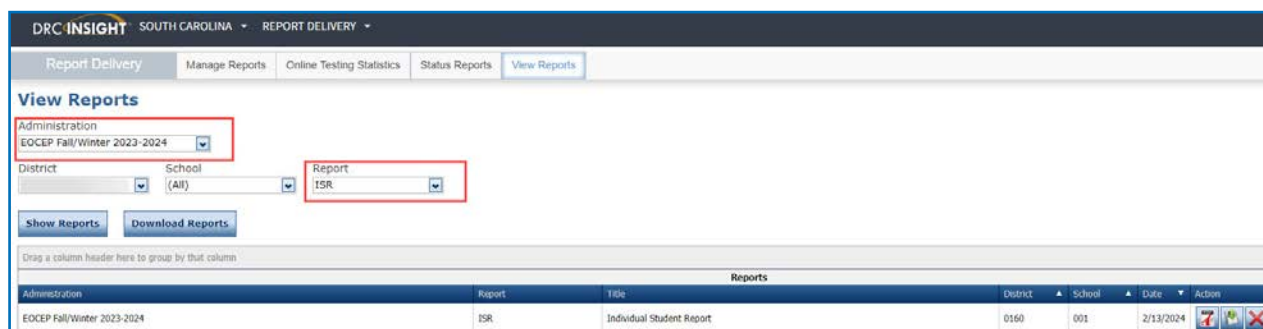 DRC INSIGHT SOUTH CAROLINA REPORT DELIVERY
Report Delivery Manage Reports Online Testing Statistics Status Reports View Reports
View Reports
Administration
EOCEP Fall/Winter 2023-2024
District School Report
(All) ISR
Show Reports Download Reports
Drag a column header here to group by that column
Reports
Administration Report Title District School Date Action
EOCEP Fall/Winter 2023-2024 ISR Individual Student Report 0160 001 2/13/2024